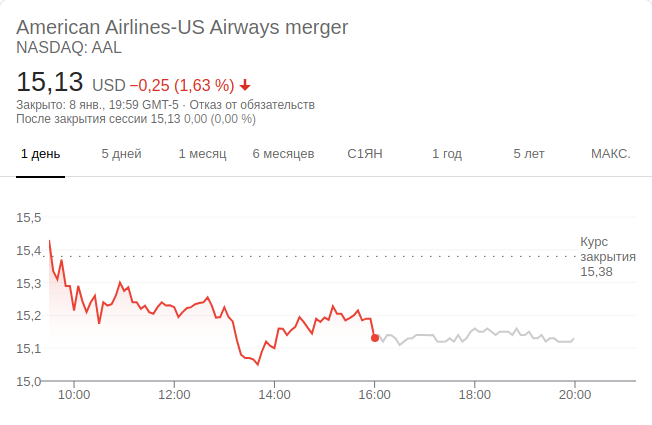 American Airlines-US Airways merger
NASDAQ: AAL
15,13 USD −0,25 (1,63 %)
Закрыто: 8 янв., 19:59 GMT-5 · Отказ от обязательств
После закрытия сессии 15,13 0,00 (0,00 %)
1 день 5 дней 1 месяц 6 месяцев С1ЯН 1 год 5 лет МАКС.
15,5
15,4
15,3
15,2
15,1
15,0
Курс
закрытия
15,38
10:00 12:00 14:00 16:00 18:00 20:00